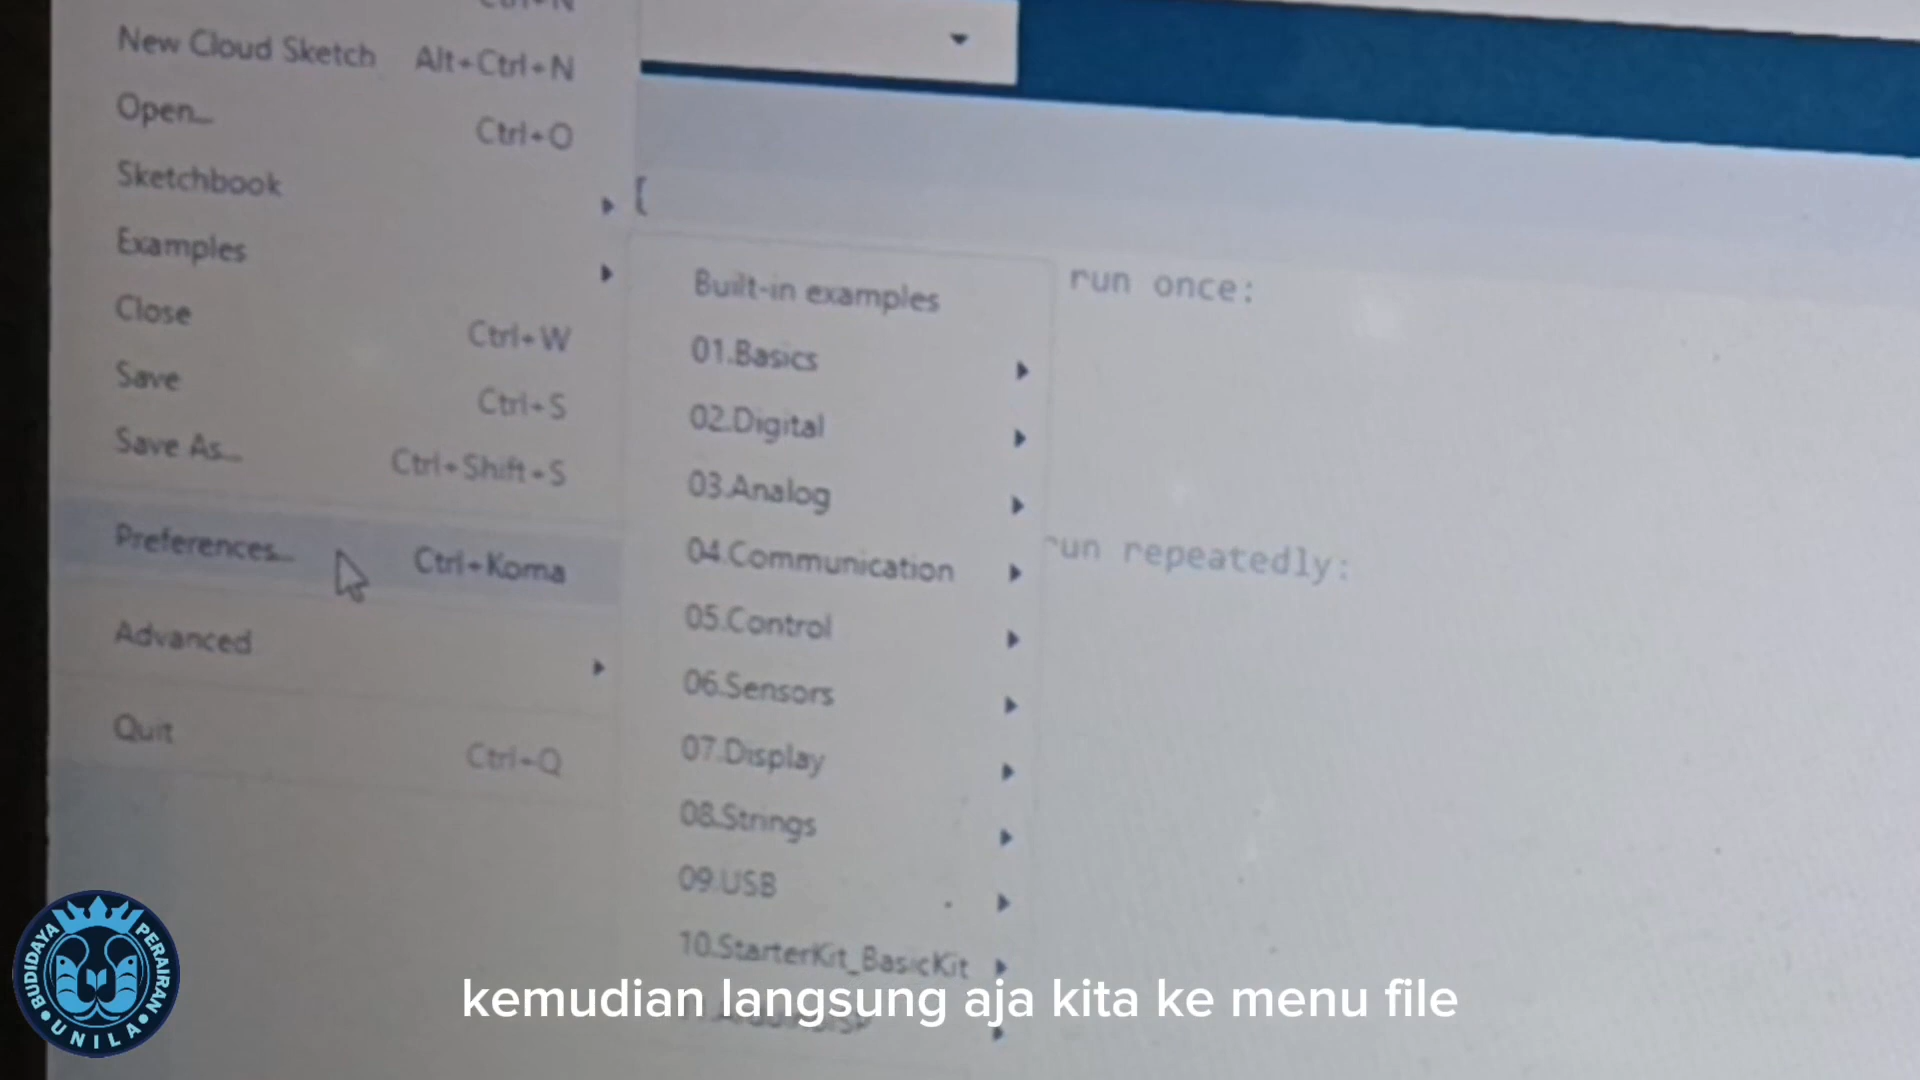 Ctrl+N
New Cloud Sketch Alt+Ctrl+N
Open... Ctrl+O
Sketchbook
Examples
Close Ctrl+W
Save Ctrl+S
Save As... Ctrl+Shift+S
Preferences... Ctrl+Koma
Advanced
Quit Ctrl+Q
{
Built-in examples
01.Basics
02.Digital
03.Analog
04.Communication
05.Control
06.Sensors
07.Display
08.Strings
09.USB
10.StarterKit_BasicKit
run once:
run repeatedly:
BUDIDAYA PERAIRAN
UNILA
kemudian langsung aja kita ke menu file